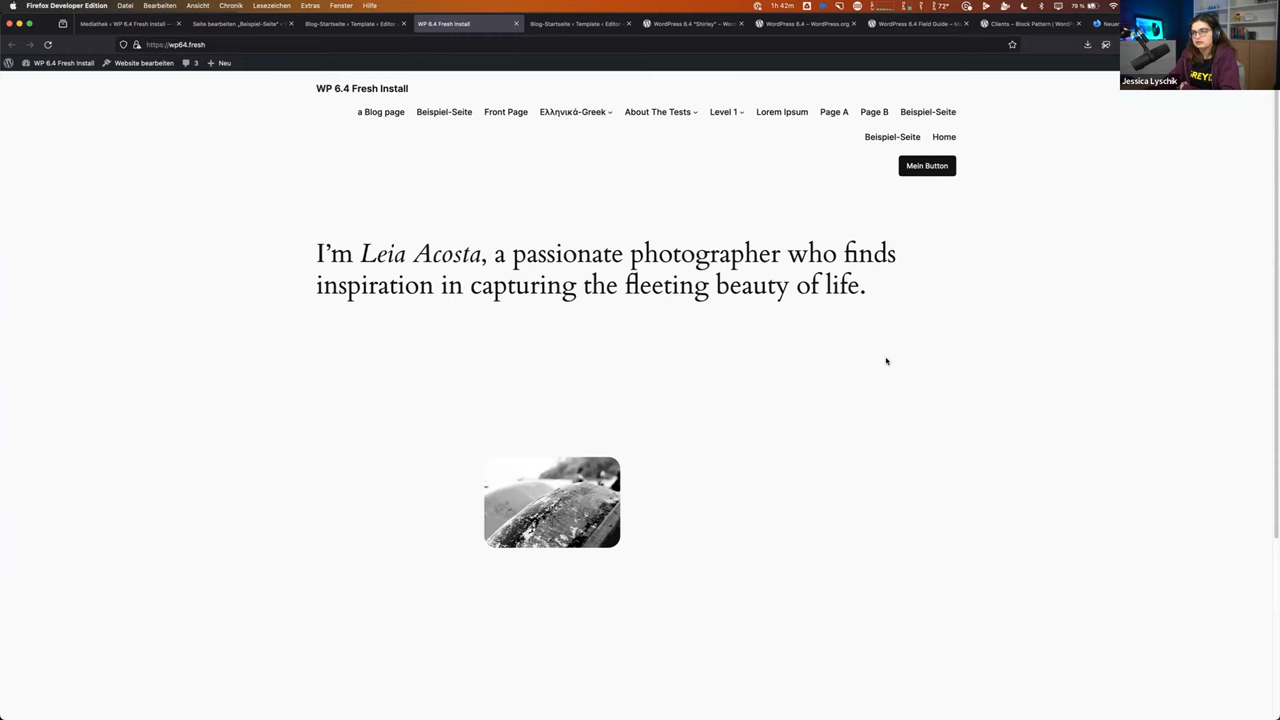 Firefox Developer Edition Datei Bearbeiten Ansicht Chronik Lesezeichen Extras Fenster Hilfe 1h 42m 72° 79 %
Mediathek ‹ WP 6.4 Fresh Install — Seite bearbeiten „Beispiel-Seite“ ‹ Blog-Startseite ‹ Template ‹ Editor WP 6.4 Fresh Install Blog-Startseite ‹ Template ‹ Editor WordPress 6.4 "Shirley" – WordPress 6.4 – WordPress.org WordPress 6.4 Field Guide – Clients – Block Pattern | Neuer
https://wp64.fresh
WP 6.4 Fresh Install Website bearbeiten 3 Neu
GREYD
Jessica Lyschik
WP 6.4 Fresh Install
a Blog page Beispiel-Seite Front Page Ελληνικά-Greek About The Tests Level 1 Lorem Ipsum Page A Page B Beispiel-Seite
Beispiel-Seite Home
Mein Button
I’m Leia Acosta, a passionate photographer who finds
inspiration in capturing the fleeting beauty of life.